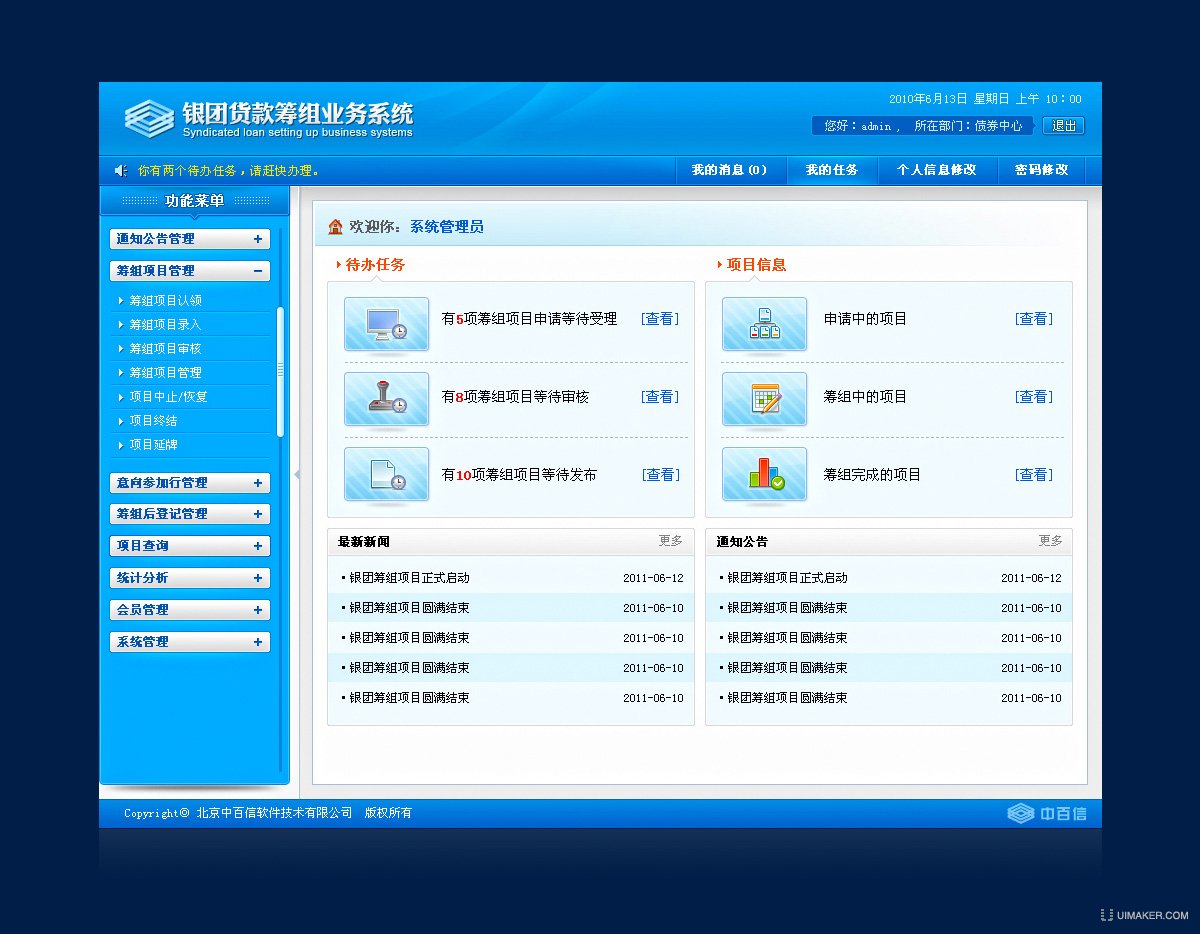 银团贷款筹组业务系统
Syndicated loan setting up business systems
2010年6月13日 星期日 上午 10:00
您好:admin , 所在部门:债券中心 退出
你有两个待办任务,请赶快办理。
我的消息(0) 我的任务 个人信息修改 密码修改
功能菜单
通知公告管理 +
筹组项目管理 −
筹组项目认领
筹组项目录入
筹组项目审核
筹组项目管理
项目中止/恢复
项目终结
项目延牌
意向参加行管理 +
筹组后登记管理 +
项目查询 +
统计分析 +
会员管理 +
系统管理 +
欢迎你: 系统管理员
待办任务
有5项筹组项目申请等待受理 [查看]
有8项筹组项目等待审核 [查看]
有10项筹组项目等待发布 [查看]
项目信息
申请中的项目 [查看]
筹组中的项目 [查看]
筹组完成的项目 [查看]
最新新闻 更多
·银团筹组项目正式启动 2011-06-12
·银团筹组项目圆满结束 2011-06-10
·银团筹组项目圆满结束 2011-06-10
·银团筹组项目圆满结束 2011-06-10
·银团筹组项目圆满结束 2011-06-10
通知公告 更多
·银团筹组项目正式启动 2011-06-12
·银团筹组项目圆满结束 2011-06-10
·银团筹组项目圆满结束 2011-06-10
·银团筹组项目圆满结束 2011-06-10
·银团筹组项目圆满结束 2011-06-10
Copyright© 北京中百信软件技术有限公司 版权所有
中百信
UIMAKER.COM